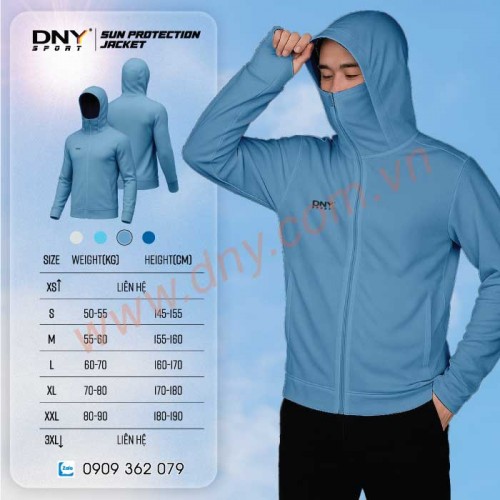 DNY
SPORT
SUN PROTECTION
JACKET
DNY
SPORT
SIZE WEIGHT(KG) HEIGHT(CM)
XS↑ LIÊN HỆ
S 50-55 145-155
M 55-60 155-160
L 60-70 160-170
XL 70-80 170-180
XXL 80-90 180-190
3XL↓ LIÊN HỆ
Zalo 0909 362 079
www.dny.com.vn